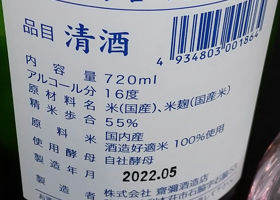 品目 清酒
4 934803 001864
内容量 720ml
アルコール分 16度
原材料名 米(国産)、米麹(国産米)
精米歩合 55%
原料米 国内産
酒造好適米 100%使用
使用酵母 自社酵母
製造年月 2022.05
製造者 株式会社 齋彌酒造店